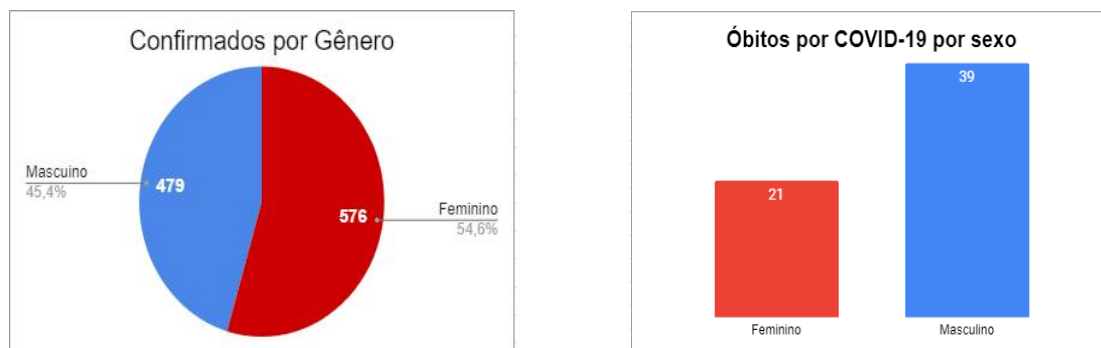 Confirmados por Gênero
Mascuino
45,4%
479
576
Feminino
54,6%
Óbitos por COVID-19 por sexo
21
39
Feminino
Masculino